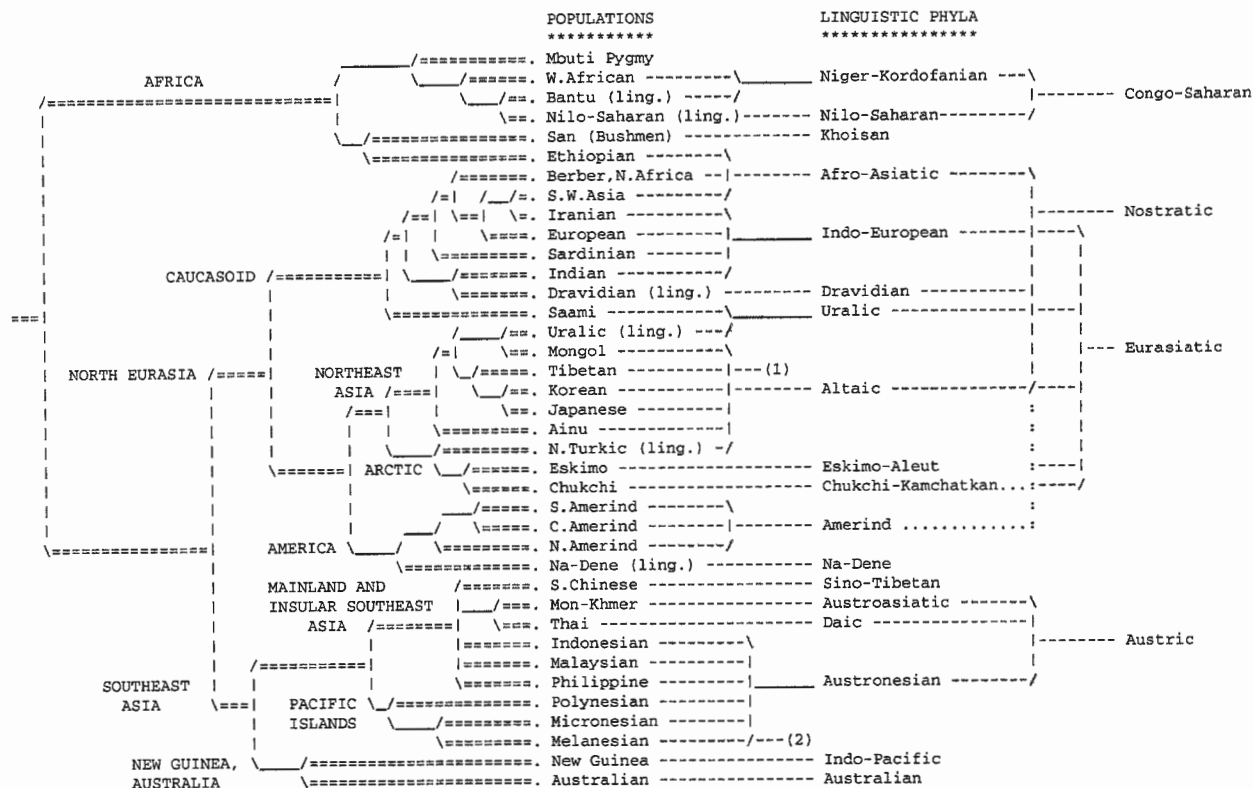 POPULATIONS LINGUISTIC PHYLA
*********** ****************
Mbuti Pygmy
AFRICA W.African Niger-Kordofanian
Bantu (ling.) Congo-Saharan
Nilo-Saharan (ling.) Nilo-Saharan
San (Bushmen) Khoisan
Ethiopian
Berber,N.Africa Afro-Asiatic
S.W.Asia
Iranian Nostratic
European Indo-European
Sardinian
CAUCASOID Indian
Dravidian (ling.) Dravidian
Saami Uralic
Uralic (ling.)
Mongol Eurasiatic
NORTH EURASIA NORTHEAST Tibetan (1)
ASIA Korean Altaic
Japanese
Ainu
N.Turkic (ling.)
ARCTIC Eskimo Eskimo-Aleut
Chukchi Chukchi-Kamchatkan
S.Amerind
C.Amerind Amerind
AMERICA N.Amerind
Na-Dene (ling.) Na-Dene
MAINLAND AND S.Chinese Sino-Tibetan
INSULAR SOUTHEAST Mon-Khmer Austroasiatic
ASIA Thai Daic
Indonesian Austric
Malaysian
SOUTHEAST Philippine Austronesian
ASIA PACIFIC Polynesian
ISLANDS Micronesian
Melanesian (2)
NEW GUINEA, New Guinea Indo-Pacific
AUSTRALIA Australian Australian